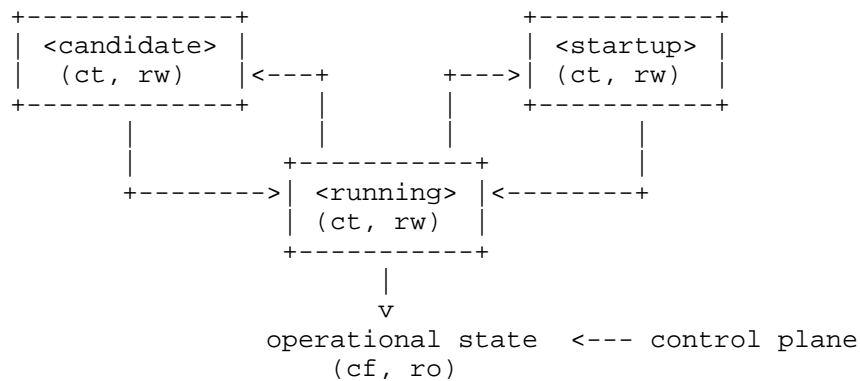 <candidate> <startup>
(ct, rw) (ct, rw)
<running>
(ct, rw)
operational state <--- control plane
(cf, ro)